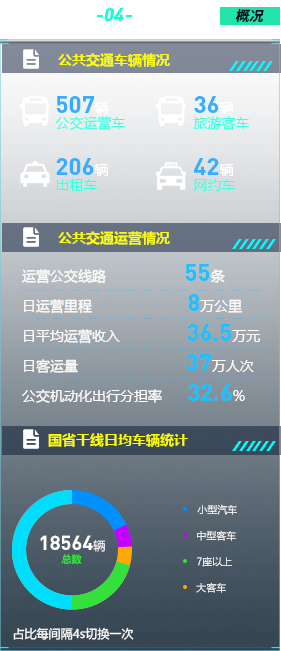 -04-
概况
公共交通车辆情况
507辆
公交运营车
36辆
旅游客车
206辆
出租车
42辆
网约车
公共交通运营情况
运营公交线路 55条
日运营里程 8万公里
日平均运营收入 36.5万元
日客运量 37万人次
公交机动化出行分担率 32.6%
国省干线日均车辆统计
18564辆
总数
小型汽车
中型客车
7座以上
大客车
占比每间隔4s切换一次